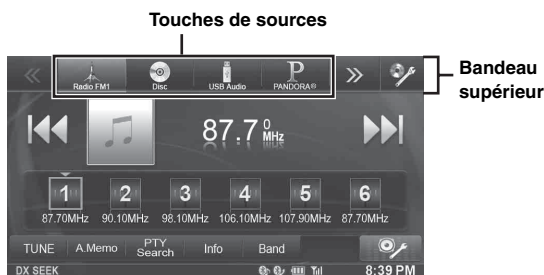 Touches de sources
Bandeau
supérieur
Radio FM1 Disc USB Audio PANDORA®
87.7 0 MHz
1 2 3 4 5 6
87.70MHz 90.10MHz 98.10MHz 106.10MHz 107.90MHz 87.70MHz
TUNE A.Memo PTY Search Info Band
DX SEEK 8:39 PM